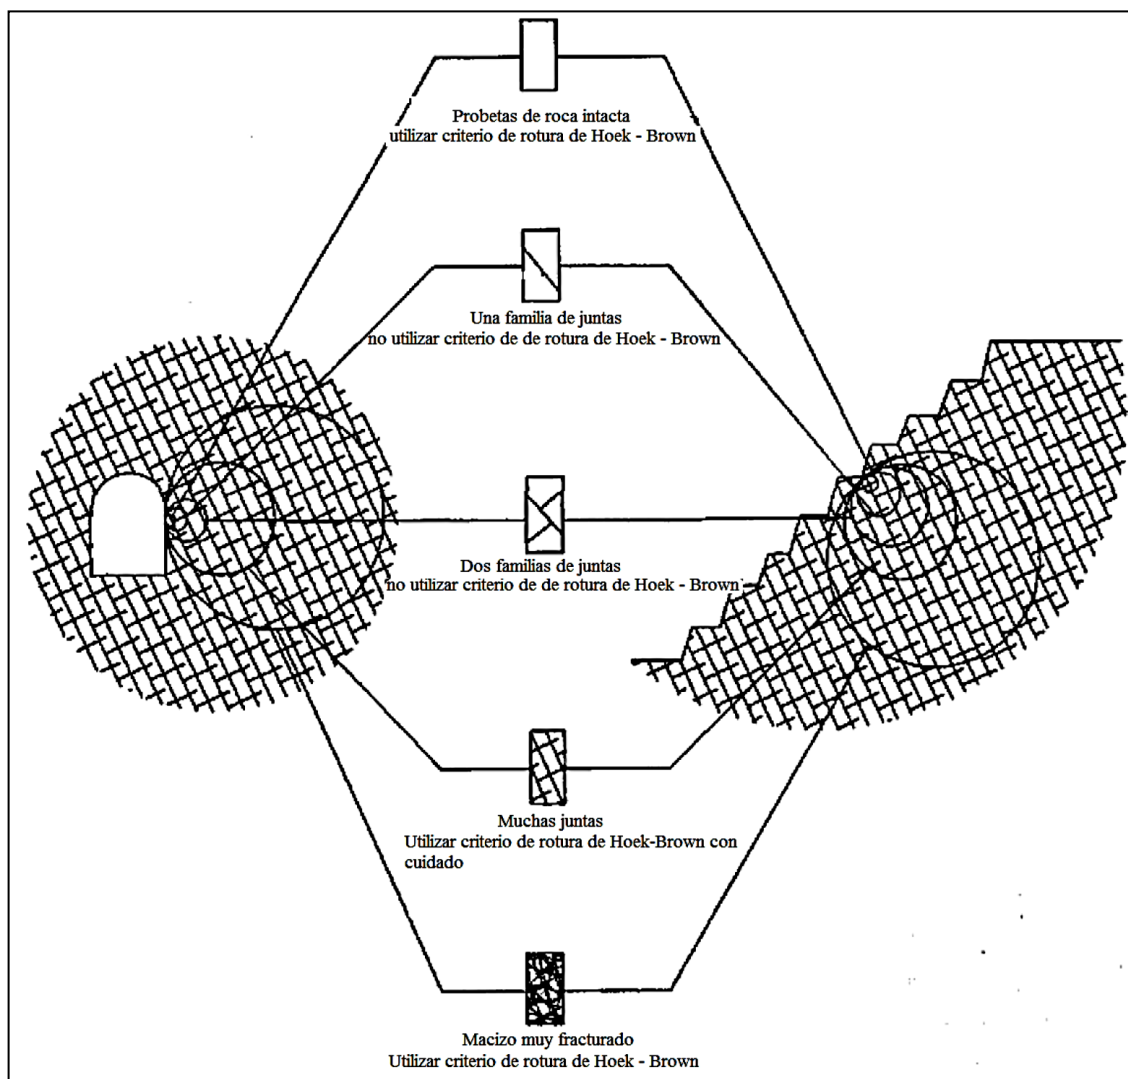 Probetas de roca intacta
utilizar criterio de rotura de Hoek - Brown
Una familia de juntas
no utilizar criterio de de rotura de Hoek - Brown
Dos familias de juntas
no utilizar criterio de de rotura de Hoek - Brown
Muchas juntas
Utilizar criterio de rotura de Hoek-Brown con
cuidado
Macizo muy fracturado
Utilizar criterio de rotura de Hoek - Brown